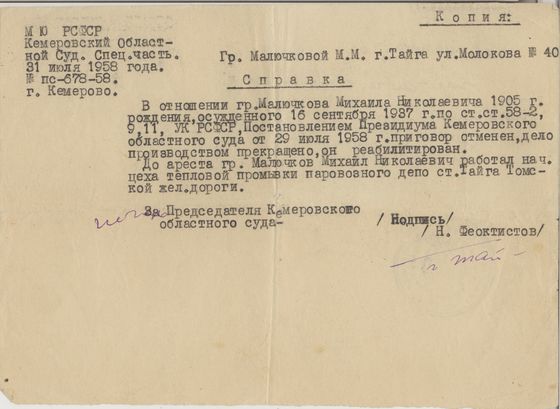 Копия:
М Ю РСФСР
Кемеровский Област-
ной Суд. Спец.часть.
31 июля 1958 года.
№ пс-678-58.
г. Кемерово.
Гр. Малючковой М.М. г.Тайга ул.Молокова № 40
Справка
В отношении гр.Малючкова Михаила Николаевича 1905 г.
рождения,осужденного 16 сентября 1937 г.по ст.ст.58-2,
9,11, УК РСФСР,Постановлением Президиума Кемеровского
областного суда от 29 июля 1958 г.приговор отменен,дело
производством прекращено,он реабилитирован.
До ареста гр. Малючков Михаил Николаевич работал нач.
цеха тёпловой промывки паровозного депо ст.Тайга Томс-
кой жел.дороги.
За Председателя Кемеровского
областного суда-
/ Подпись/
/ Н. Феоктистов/